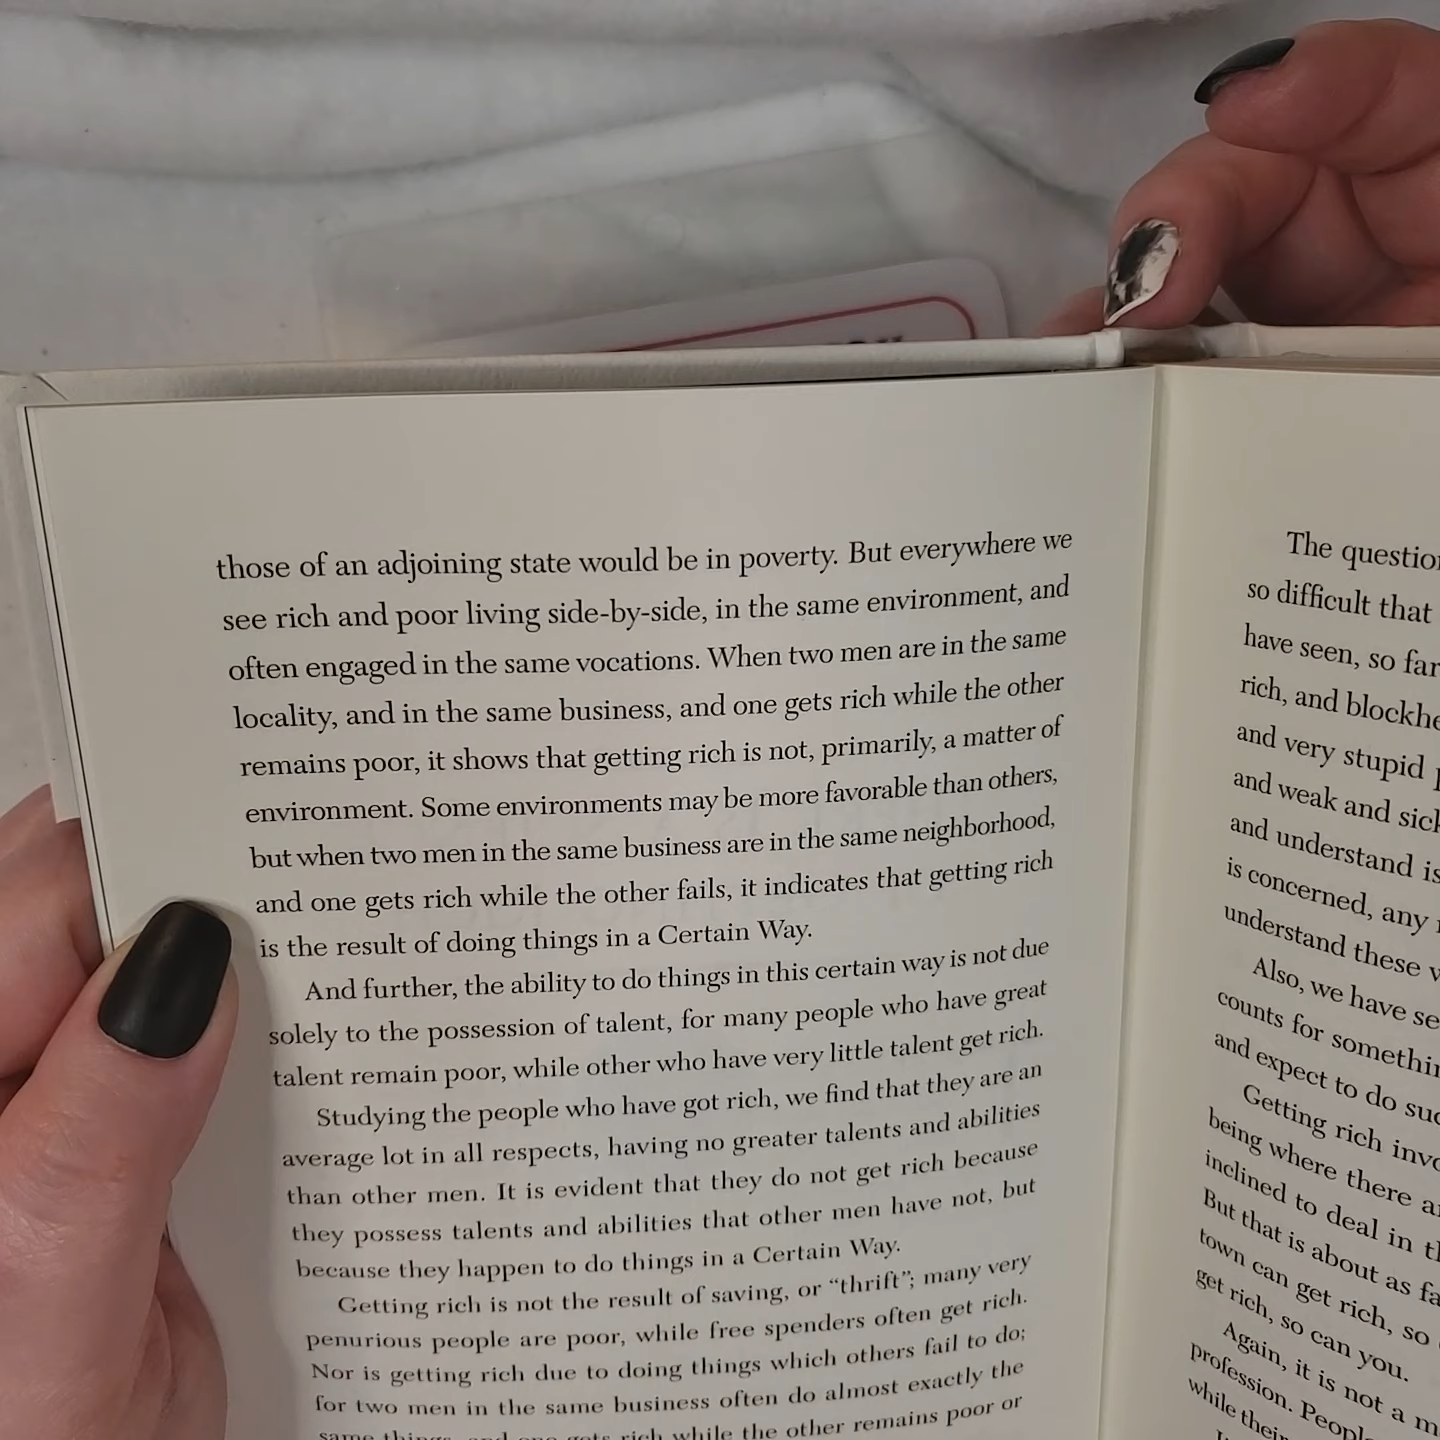 those of an adjoining state would be in poverty. But everywhere we
see rich and poor living side-by-side, in the same environment, and
often engaged in the same vocations. When two men are in the same
locality, and in the same business, and one gets rich while the other
remains poor, it shows that getting rich is not, primarily, a matter of
environment. Some environments may be more favorable than others,
but when two men in the same business are in the same neighborhood,
and one gets rich while the other fails, it indicates that getting rich
is the result of doing things in a Certain Way.
And further, the ability to do things in this certain way is not due
solely to the possession of talent, for many people who have great
talent remain poor, while other who have very little talent get rich.
Studying the people who have got rich, we find that they are an
average lot in all respects, having no greater talents and abilities
than other men. It is evident that they do not get rich because
they possess talents and abilities that other men have not, but
because they happen to do things in a Certain Way.
Getting rich is not the result of saving, or “thrift”; many very
penurious people are poor, while free spenders often get rich.
Nor is getting rich due to doing things which others fail to do;
for two men in the same business often do almost exactly the
same things, and one gets rich while the other remains poor or
The question
so difficult that
have seen, so far
rich, and
and very stupid
and weak and
and understand
is concerned, any
understand these
Also, we have
counts for
and expect to do
Getting rich
being where there
inclined to deal in
But that is about as
town can get rich, so
get rich, so can you.
Again, it is not a
profession.
while their